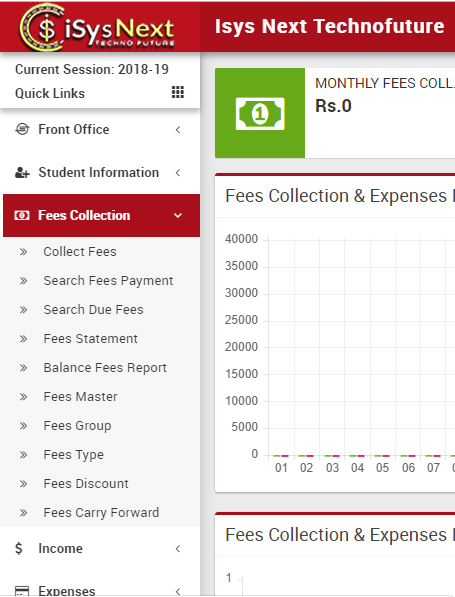 iSysNext
TECHNO FUTURE
Isys Next Technofuture
Current Session: 2018-19
Quick Links
Front Office
Student Information
Fees Collection
Collect Fees
Search Fees Payment
Search Due Fees
Fees Statement
Balance Fees Report
Fees Master
Fees Group
Fees Type
Fees Discount
Fees Carry Forward
$ Income
Expenses
MONTHLY FEES COLL...
Rs.0
Fees Collection & Expenses
40000
35000
30000
25000
20000
15000
10000
5000
0
01 02 03 04 05 06 07
Fees Collection & Expenses
1